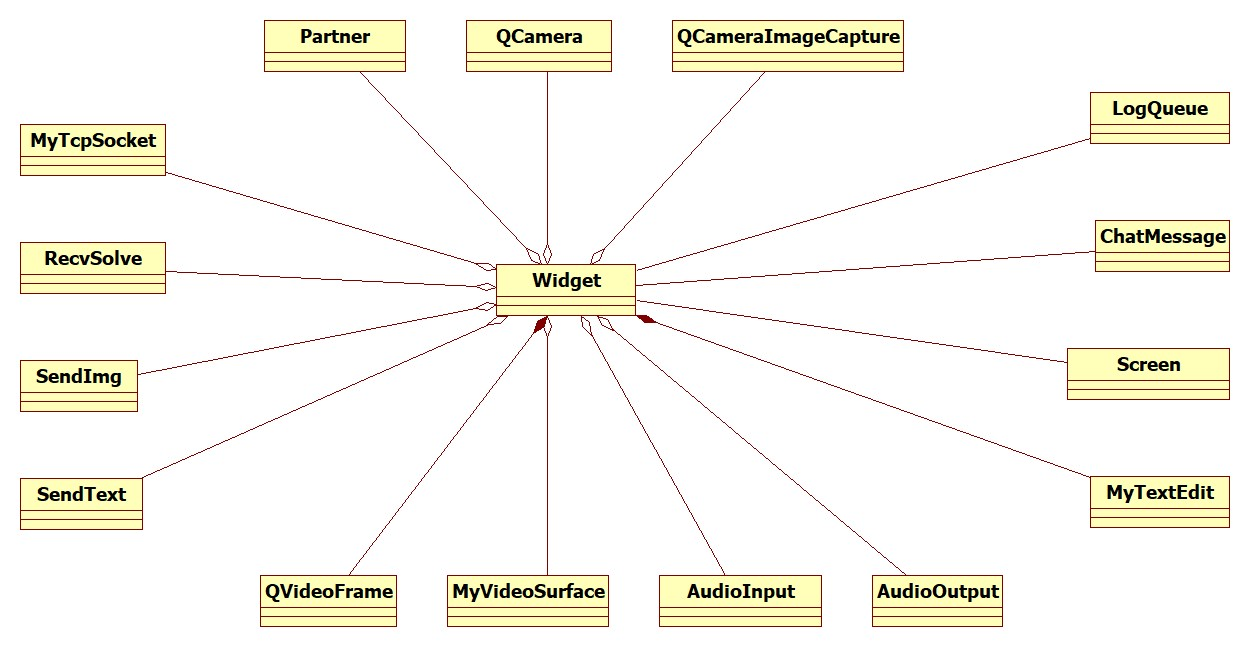 Partner
QCamera
QCameraImageCapture
LogQueue
MyTcpSocket
ChatMessage
RecvSolve
Widget
Screen
SendImg
MyTextEdit
SendText
QVideoFrame
MyVideoSurface
AudioInput
AudioOutput